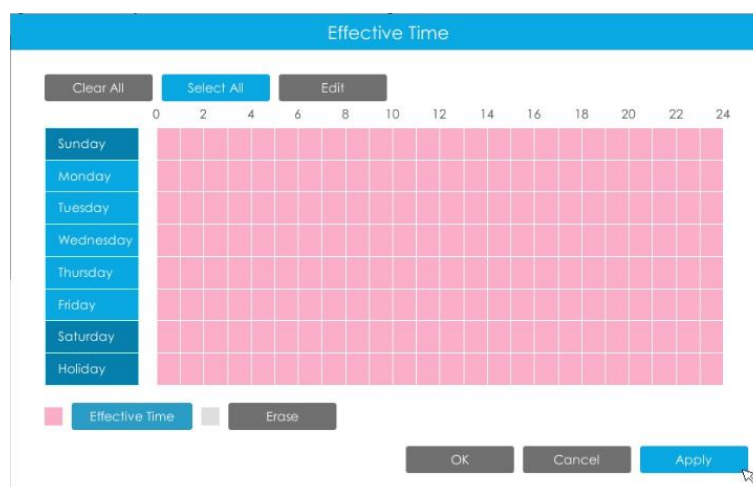 Effective Time
Clear All Select All Edit
0 2 4 6 8 10 12 14 16 18 20 22 24
Sunday
Monday
Tuesday
Wednesday
Thursday
Friday
Saturday
Holiday
Effective Time Erase
OK Cancel Apply